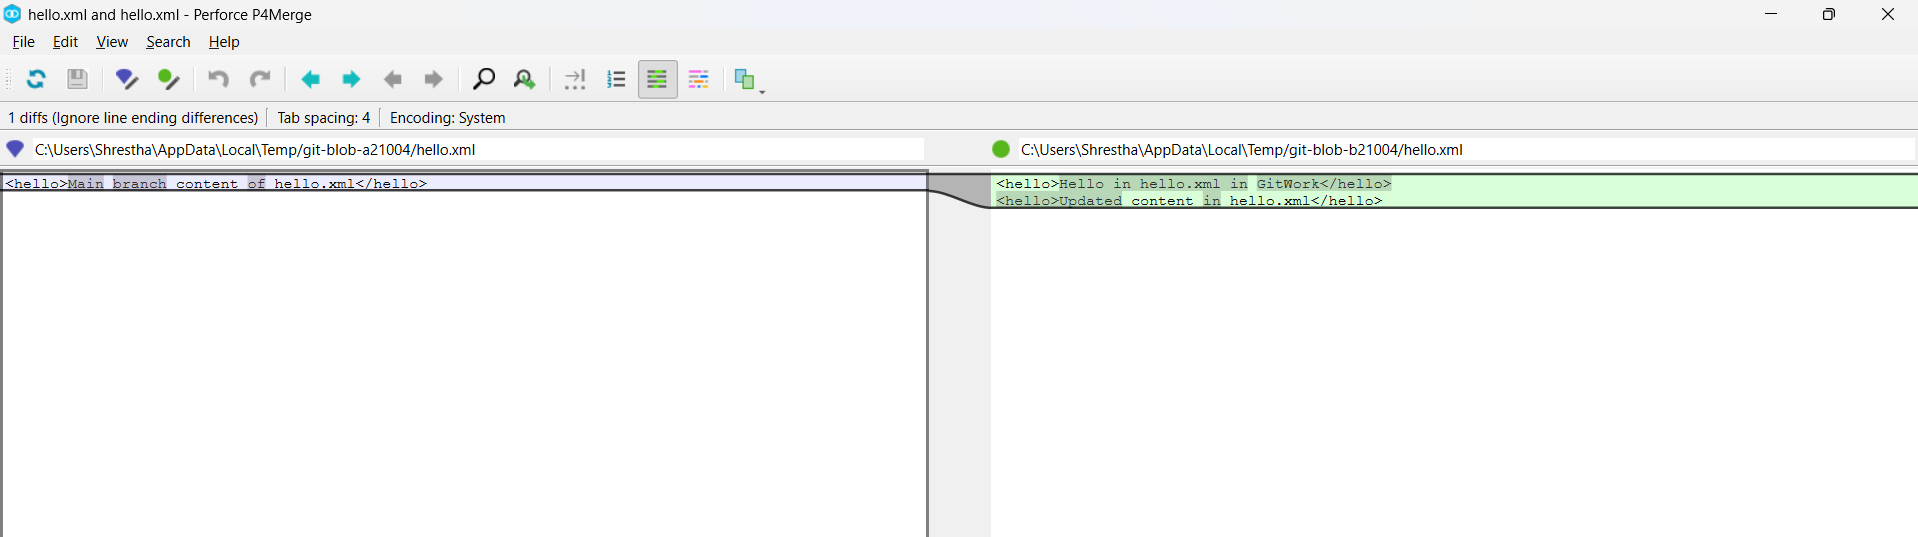 hello.xml and hello.xml - Perforce P4Merge
File Edit View Search Help
1 diffs (Ignore line ending differences) Tab spacing: 4 Encoding: System
C:\Users\Shrestha\AppData\Local\Temp/git-blob-a21004/hello.xml
<hello>Main branch content of hello.xml</hello>
C:\Users\Shrestha\AppData\Local\Temp/git-blob-b21004/hello.xml
<hello>Hello in hello.xml in GitWork</hello>
<hello>Updated content in hello.xml</hello>